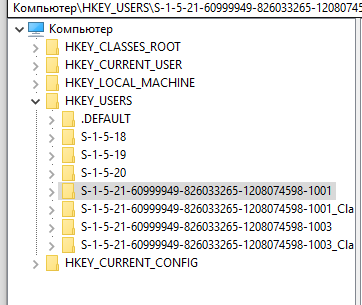 Компьютер\HKEY_USERS\S-1-5-21-60999949-826033265-12080745
Компьютер
HKEY_CLASSES_ROOT
HKEY_CURRENT_USER
HKEY_LOCAL_MACHINE
HKEY_USERS
.DEFAULT
S-1-5-18
S-1-5-19
S-1-5-20
S-1-5-21-60999949-826033265-1208074598-1001
S-1-5-21-60999949-826033265-1208074598-1001_Cla
S-1-5-21-60999949-826033265-1208074598-1003
S-1-5-21-60999949-826033265-1208074598-1003_Cla
HKEY_CURRENT_CONFIG